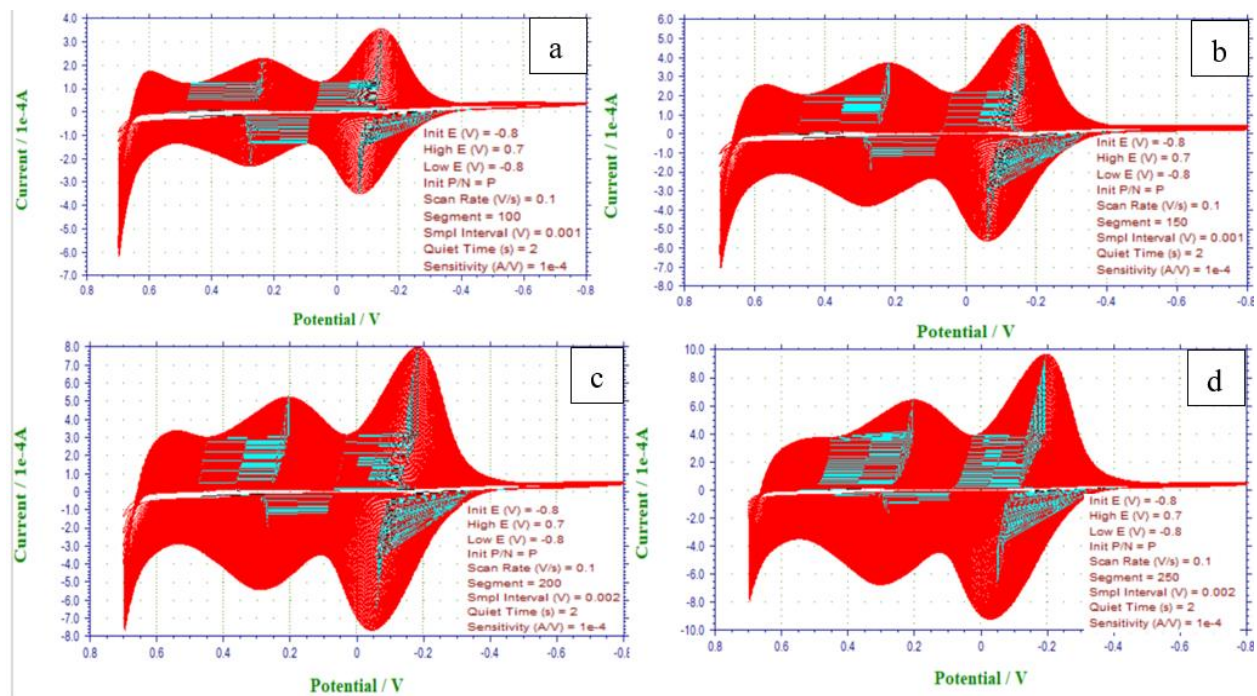 a
4.0
3.0
2.0
1.0
0
-1.0
-2.0
-3.0
-4.0
-5.0
-6.0
-7.0
Current / 1e-4A
Init E (V) = -0.8
High E (V) = 0.7
Low E (V) = -0.8
Init P/N = P
Scan Rate (V/s) = 0.1
Segment = 100
Smpl Interval (V) = 0.001
Quiet Time (s) = 2
Sensitivity (A/V) = 1e-4
0.8 0.6 0.4 0.2 0 -0.2 -0.4 -0.6 -0.8
Potential / V
b
6.0
5.0
4.0
3.0
2.0
1.0
0
-1.0
-2.0
-3.0
-4.0
-5.0
-6.0
-7.0
-8.0
Current / 1e-4A
Init E (V) = -0.8
High E (V) = 0.7
Low E (V) = -0.8
Init P/N = P
Scan Rate (V/s) = 0.1
Segment = 150
Smpl Interval (V) = 0.001
Quiet Time (s) = 2
Sensitivity (A/V) = 1e-4
0.8 0.6 0.4 0.2 0 -0.2 -0.4 -0.6 -0.8
Potential / V
c
8.0
7.0
6.0
5.0
4.0
3.0
2.0
1.0
0
-1.0
-2.0
-3.0
-4.0
-5.0
-6.0
-7.0
-8.0
Current / 1e-4A
Init E (V) = -0.8
High E (V) = 0.7
Low E (V) = -0.8
Init P/N = P
Scan Rate (V/s) = 0.1
Segment = 200
Smpl Interval (V) = 0.002
Quiet Time (s) = 2
Sensitivity (A/V) = 1e-4
0.8 0.6 0.4 0.2 0 -0.2 -0.4 -0.6 -0.8
Potential / V
d
10.0
8.0
6.0
4.0
2.0
0
-2.0
-4.0
-6.0
-8.0
-10.0
Current / 1e-4A
Init E (V) = -0.8
High E (V) = 0.7
Low E (V) = -0.8
Init P/N = P
Scan Rate (V/s) = 0.1
Segment = 250
Smpl Interval (V) = 0.002
Quiet Time (s) = 2
Sensitivity (A/V) = 1e-4
0.8 0.6 0.4 0.2 0 -0.2 -0.4 -0.6 -0.8
Potential / V